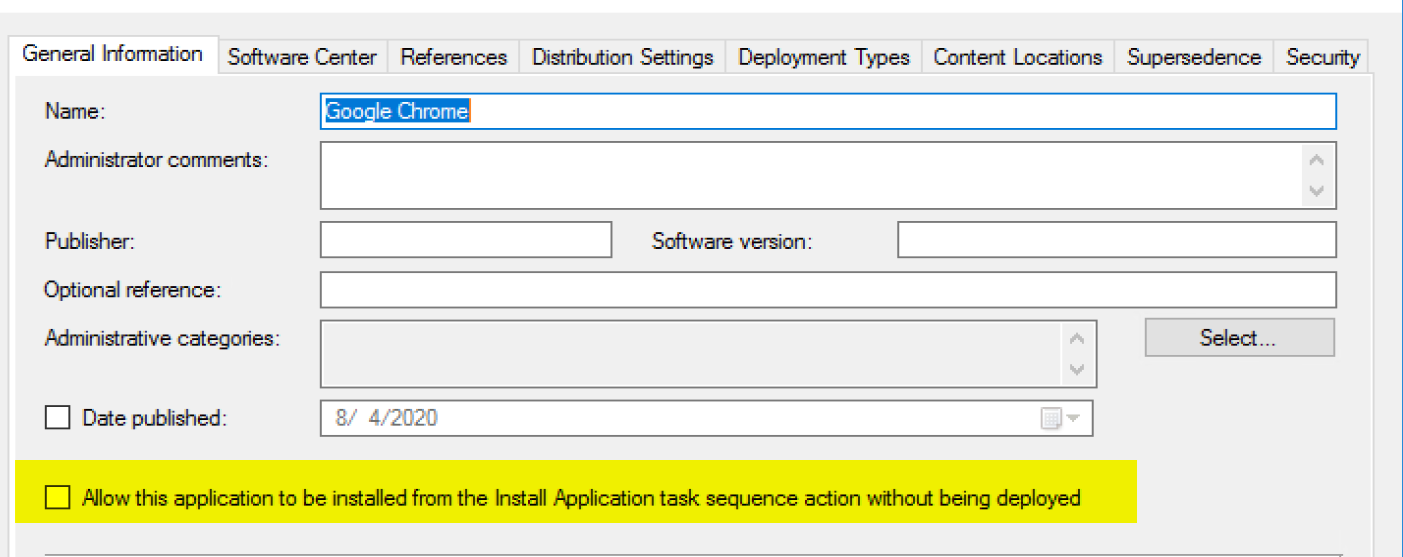 General Information Software Center References Distribution Settings Deployment Types Content Locations Supersedence Security
Name: Google Chrome
Administrator comments:
Publisher: Software version:
Optional reference:
Administrative categories: Select...
Date published: 8/ 4/2020
Allow this application to be installed from the Install Application task sequence action without being deployed